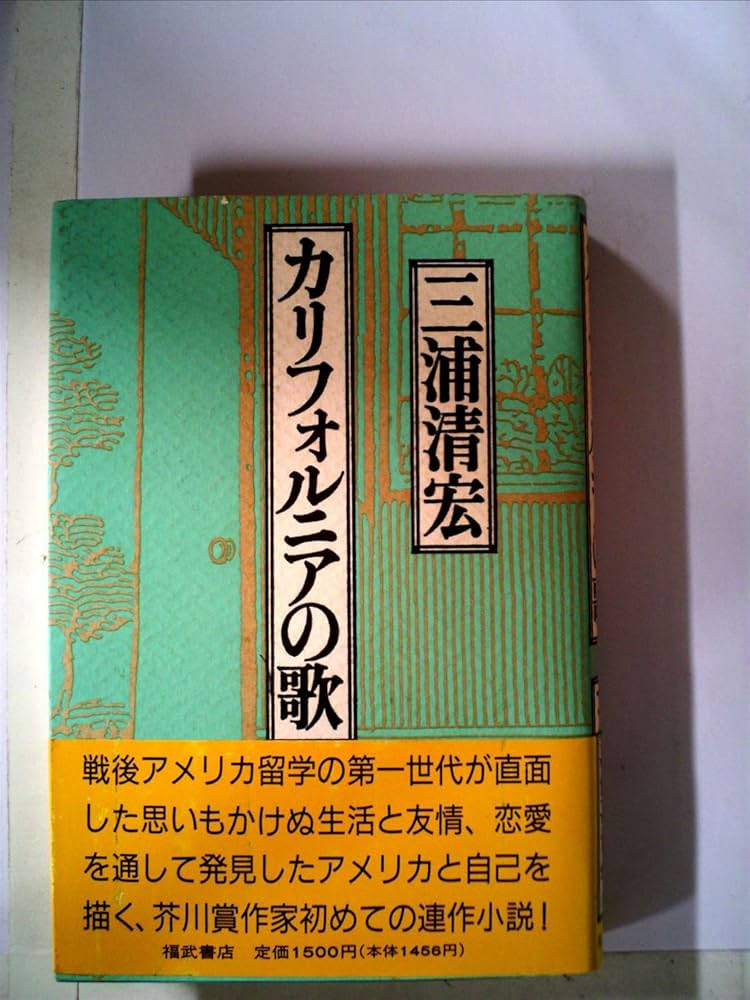 三浦清宏
カリフォルニアの歌
戦後アメリカ留学の第一世代が直面
した思いもかけぬ生活と友情、恋愛
を通して発見したアメリカと自己を
描く、芥川賞作家初めての連作小説!
福武書店 定価1500円(本体1456円)